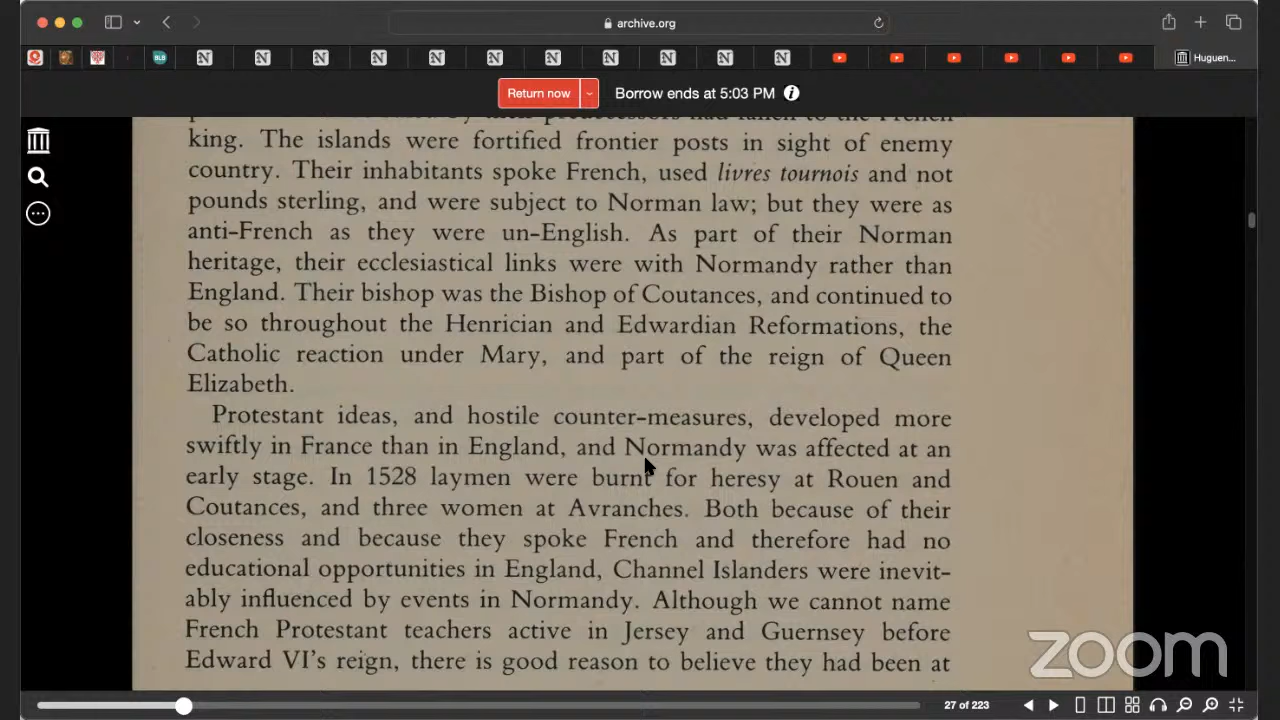 archive.org
Huguen...
Return now
Borrow ends at 5:03 PM
by their predecessors had fallen to the French
king. The islands were fortified frontier posts in sight of enemy
country. Their inhabitants spoke French, used livres tournois and not
pounds sterling, and were subject to Norman law; but they were as
anti-French as they were un-English. As part of their Norman
heritage, their ecclesiastical links were with Normandy rather than
England. Their bishop was the Bishop of Coutances, and continued to
be so throughout the Henrician and Edwardian Reformations, the
Catholic reaction under Mary, and part of the reign of Queen
Elizabeth.
Protestant ideas, and hostile counter-measures, developed more
swiftly in France than in England, and Normandy was affected at an
early stage. In 1528 laymen were burnt for heresy at Rouen and
Coutances, and three women at Avranches. Both because of their
closeness and because they spoke French and therefore had no
educational opportunities in England, Channel Islanders were inevit-
ably influenced by events in Normandy. Although we cannot name
French Protestant teachers active in Jersey and Guernsey before
Edward VI's reign, there is good reason to believe they had been at
zoom
27 of 223